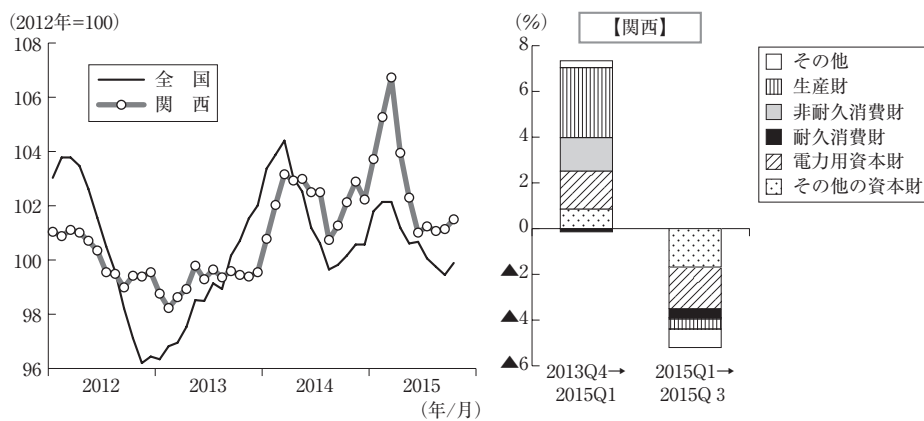 (2012年=100)
108
106
104
102
100
98
96
全　国
関　西
2012
2013
2014
2015
(年/月)
(%)
【関西】
8
6
4
2
0
▲2
▲4
▲6
2013Q4→
2015Q1
2015Q1→
2015Q 3
その他
生産財
非耐久消費財
耐久消費財
電力用資本財
その他の資本財